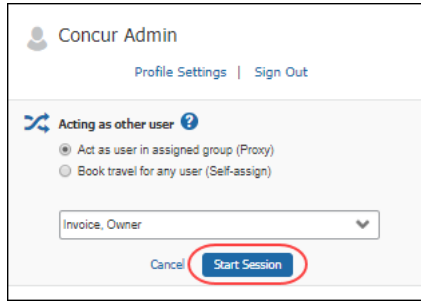 Concur Admin
Profile Settings | Sign Out
Acting as other user ?
Act as user in assigned group (Proxy)
Book travel for any user (Self-assign)
Invoice, Owner
Cancel Start Session